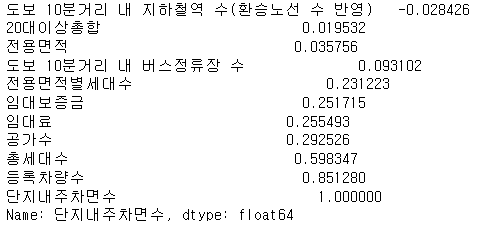 도보 10분거리 내 지하철역 수(환승노선 수 반영) -0.028426
20대이상총합 0.019532
전용면적 0.035756
도보 10분거리 내 버스정류장 수 0.093102
전용면적별세대수 0.231223
임대보증금 0.251715
임대료 0.255493
공가수 0.292526
총세대수 0.598347
등록차량수 0.851280
단지내주차면수 1.000000
Name: 단지내주차면수, dtype: float64